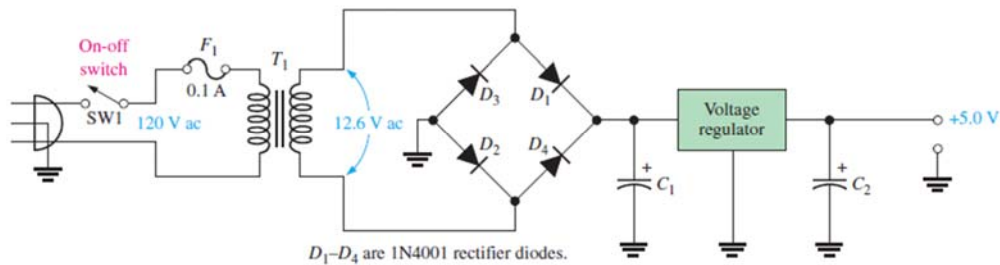 On-off
switch
F1
T1
0.1 A
SW1
120 V ac
12.6 V ac
D3
D1
D2
D4
Voltage
regulator
+5.0 V
+
C1
+
C2
D1–D4 are 1N4001 rectifier diodes.